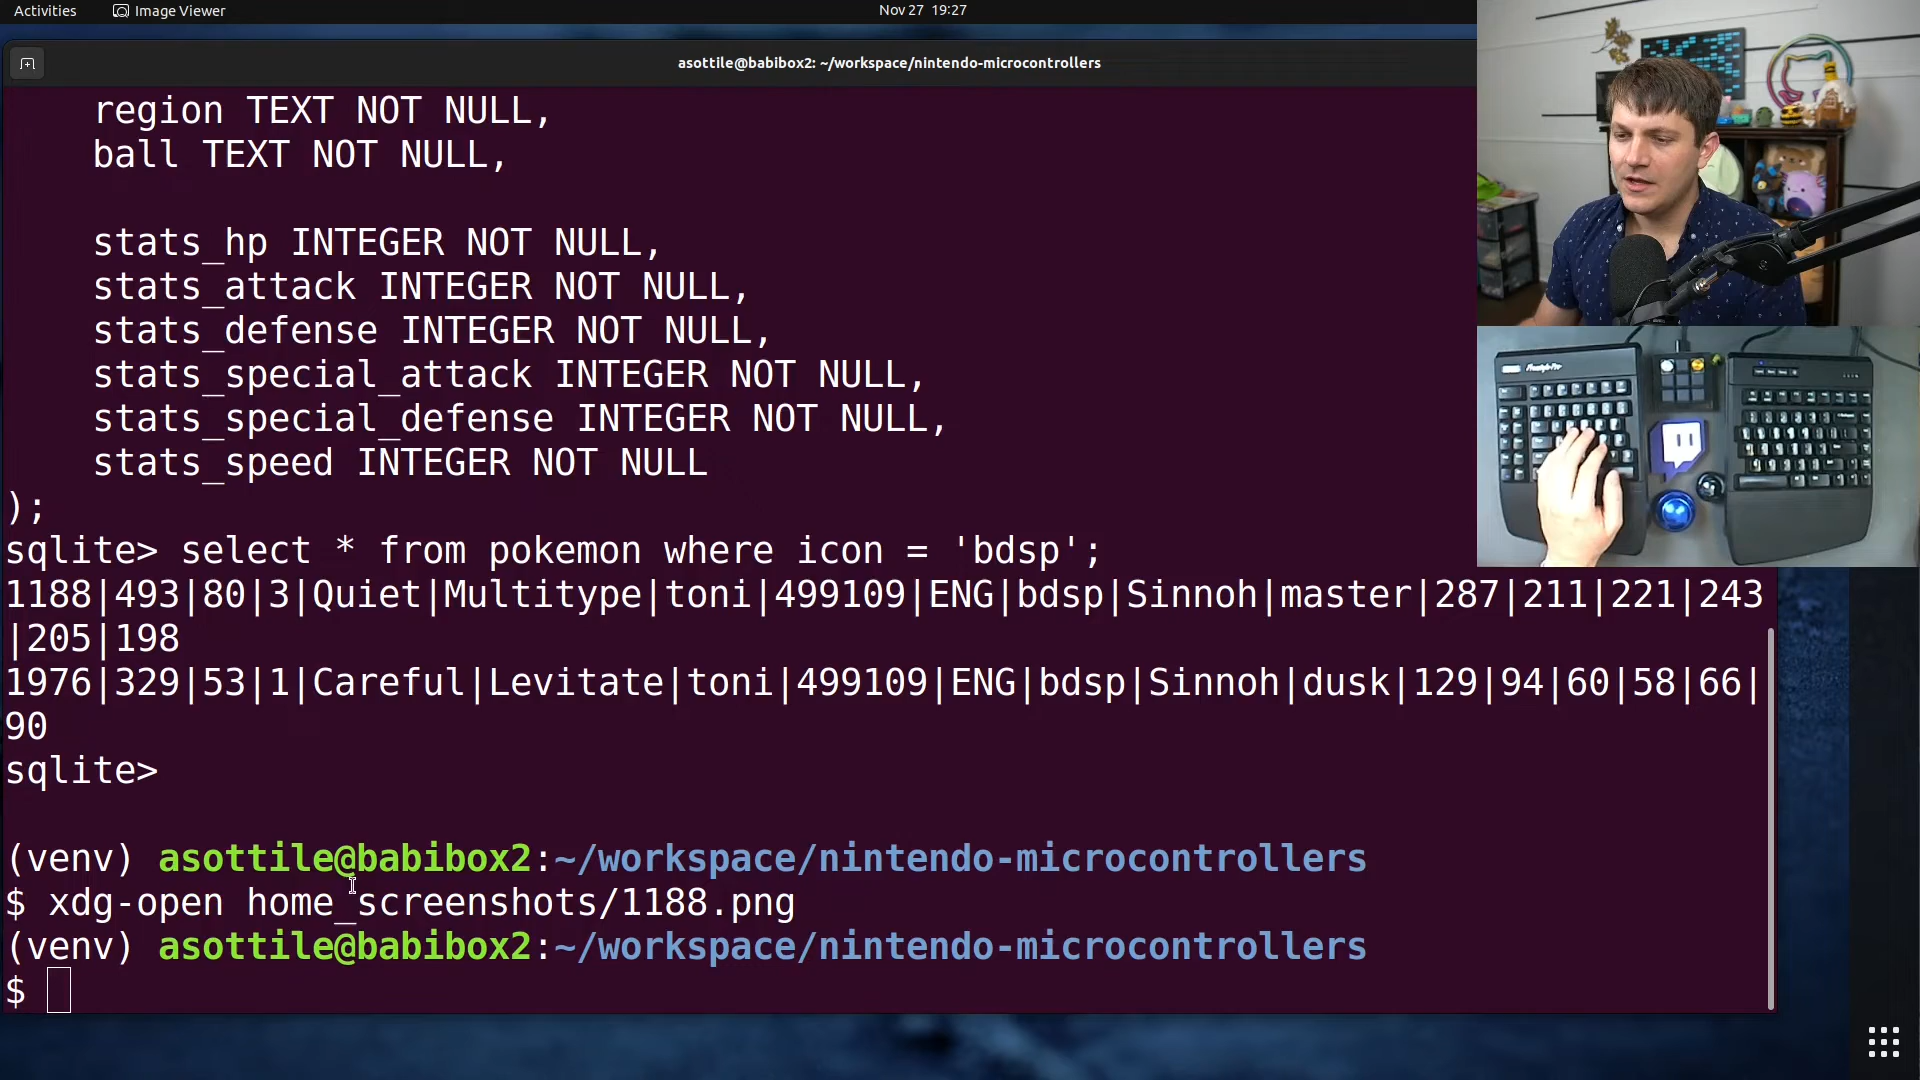 Activities
Image Viewer
Nov 27 19:27
asottile@babibox2: ~/workspace/nintendo-microcontrollers
region TEXT NOT NULL,
ball TEXT NOT NULL,
stats_hp INTEGER NOT NULL,
stats_attack INTEGER NOT NULL,
stats_defense INTEGER NOT NULL,
stats_special_attack INTEGER NOT NULL,
stats_special_defense INTEGER NOT NULL,
stats_speed INTEGER NOT NULL
);
sqlite> select * from pokemon where icon = 'bdsp';
1188|493|80|3|Quiet|Multitype|toni|499109|ENG|bdsp|Sinnoh|master|287|211|221|243
|205|198
1976|329|53|1|Careful|Levitate|toni|499109|ENG|bdsp|Sinnoh|dusk|129|94|60|58|66|
90
sqlite>
(venv) asottile@babibox2:~/workspace/nintendo-microcontrollers
$ xdg-open home_screenshots/1188.png
(venv) asottile@babibox2:~/workspace/nintendo-microcontrollers
$